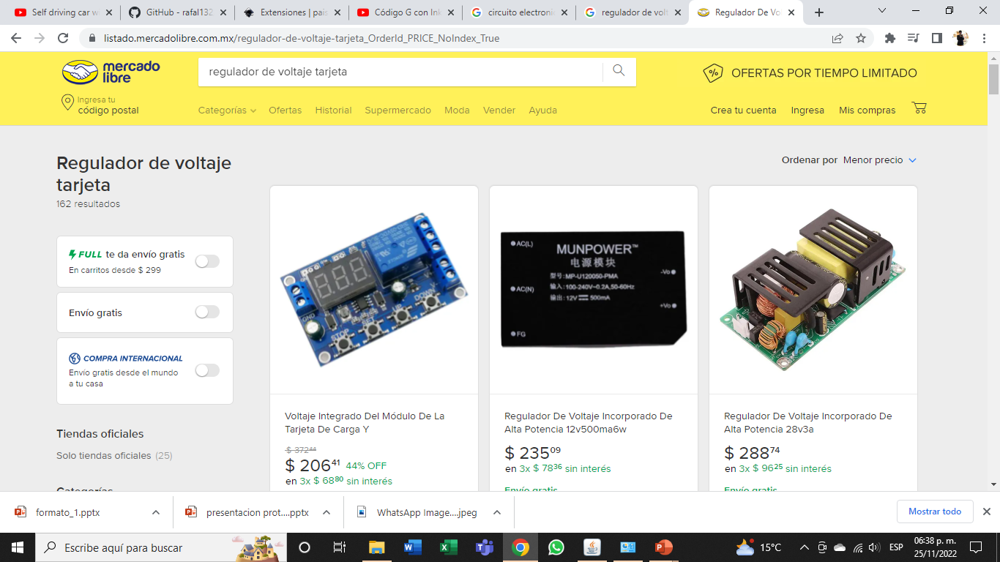 Self driving car w
GitHub - rafal132
Extensiones | pais
Código G con Ink
circuito electroni
regulador de volt
Regulador De Vo
listado.mercadolibre.com.mx/regulador-de-voltaje-tarjeta_OrderId_PRICE_NoIndex_True
mercado
libre
regulador de voltaje tarjeta
OFERTAS POR TIEMPO LIMITADO
Ingresa tu
código postal
Categorías
Ofertas
Historial
Supermercado
Moda
Vender
Ayuda
Crea tu cuenta
Ingresa
Mis compras
Regulador de voltaje
tarjeta
162 resultados
Ordenar por Menor precio
FULL te da envío gratis
En carritos desde $ 299
Envío gratis
COMPRA INTERNACIONAL
Envío gratis desde el mundo
a tu casa
Tiendas oficiales
Solo tiendas oficiales (25)
Categorías
GND
STOP
SET
UP
DOWN
AC(L)
MUNPOWER™
电源模块
型号: MP-U120050-PMA
输入: 100-240V~0.2A,50-60Hz
输出: 12V 500mA
AC(N)
FG
-Vo
+Vo
Voltaje Integrado Del Módulo De La
Tarjeta De Carga Y
$ 372⁴⁴
$ 206⁴¹ 44% OFF
en 3x $ 68⁸⁰ sin interés
Regulador De Voltaje Incorporado De
Alta Potencia 12v500ma6w
$ 235⁰⁹
en 3x $ 78³⁶ sin interés
Envío gratis
Regulador De Voltaje Incorporado De
Alta Potencia 28v3a
$ 288⁷⁴
en 3x $ 96²⁵ sin interés
Envío gratis
formato_1.pptx
presentacion prot....pptx
WhatsApp Image....jpeg
Mostrar todo
Escribe aquí para buscar
15°C
ESP
06:38 p. m.
25/11/2022